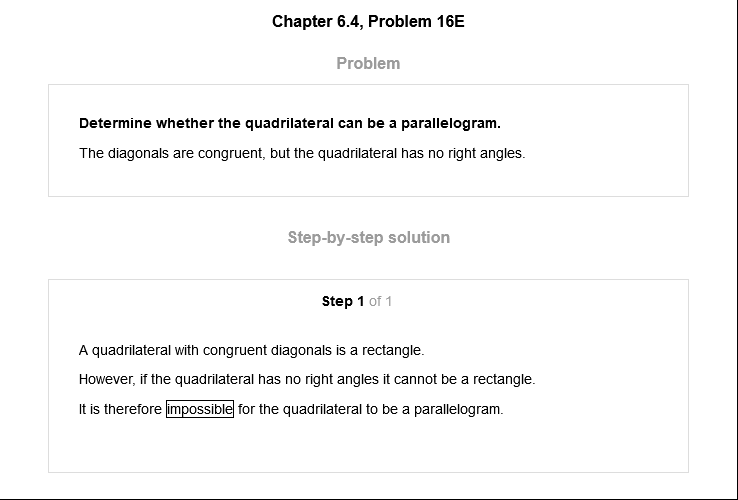 Chapter 6.4, Problem 16E
Problem
Determine whether the quadrilateral can be a parallelogram.
The diagonals are congruent, but the quadrilateral has no right angles.
Step-by-step solution
Step 1 of 1
A quadrilateral with congruent diagonals is a rectangle.
However, if the quadrilateral has no right angles it cannot be a rectangle.
It is therefore impossible for the quadrilateral to be a parallelogram.